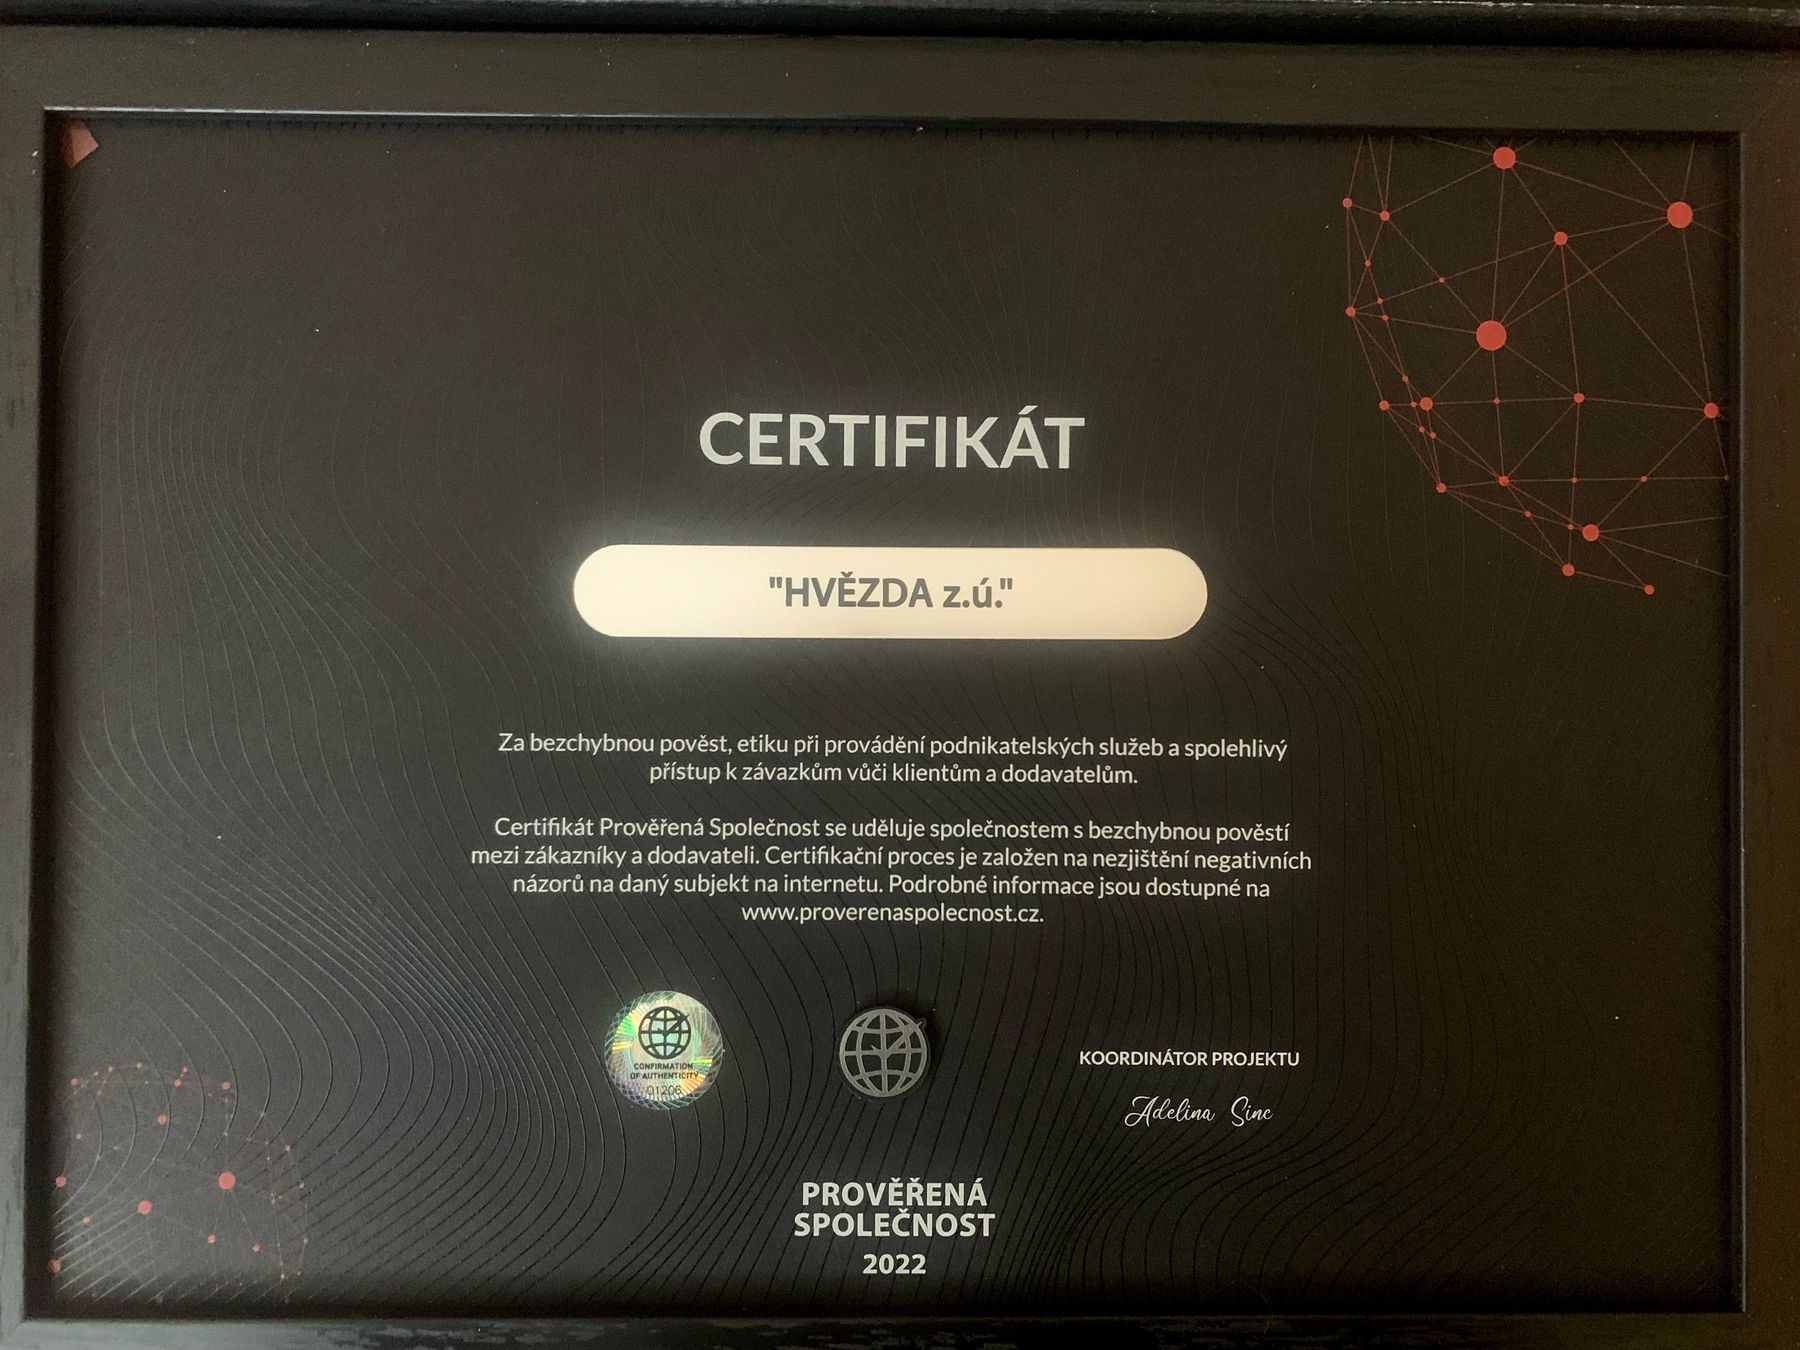 CERTIFIKÁT
"HVĚZDA z.ú."
Za bezchybnou pověst, etiku při provádění podnikatelských služeb a spolehlivý
přístup k závazkům vůči klientům a dodavatelům.
Certifikát Prověřená Společnost se uděluje společnostem s bezchybnou pověstí
mezi zákazníky a dodavateli. Certifikační proces je založen na nezjištění negativních
názorů na daný subjekt na internetu. Podrobné informace jsou dostupné na
www.proverenaspolecnost.cz.
CONFIRMATION
OF AUTHENTICITY
01206
KOORDINÁTOR PROJEKTU
Adelina Sinc
PROVĚŘENÁ
SPOLEČNOST
2022